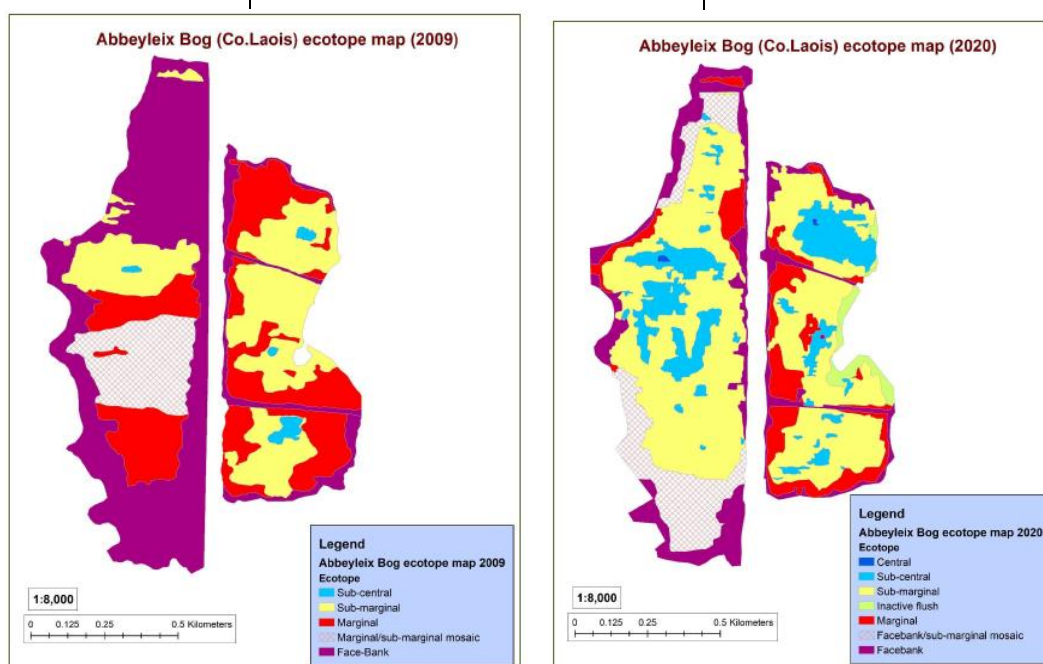 Abbeyleix Bog (Co.Laois) ecotope map (2009)
Legend
Abbeyleix Bog ecotope map 2009
Ecotope
Sub-central
Sub-marginal
Marginal
Marginal/sub-marginal mosaic
Face-Bank
1:8,000
0 0.125 0.25 0.5 Kilometers
Abbeyleix Bog (Co.Laois) ecotope map (2020)
Legend
Abbeyleix Bog ecotope map 2020
Ecotope
Central
Sub-central
Sub-marginal
Inactive flush
Marginal
Facebank/sub-marginal mosaic
Facebank
1:8,000
0 0.125 0.25 0.5 Kilometers